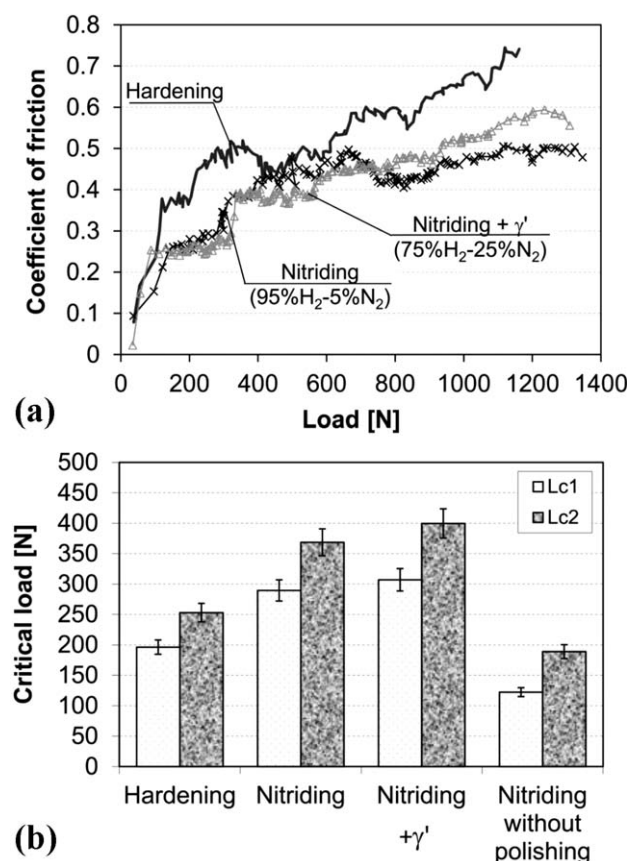 0.8
0.7
0.6
0.5
0.4
0.3
0.2
0.1
0
Coefficient of friction
Hardening
Nitriding + γ'
(75%H₂-25%N₂)
Nitriding
(95%H₂-5%N₂)
0 200 400 600 800 1000 1200 1400
Load [N]
(a)
500
450
400
350
300
250
200
150
100
50
0
Critical load [N]
Lc1
Lc2
Hardening
Nitriding
Nitriding
+γ'
Nitriding
without
polishing
(b)